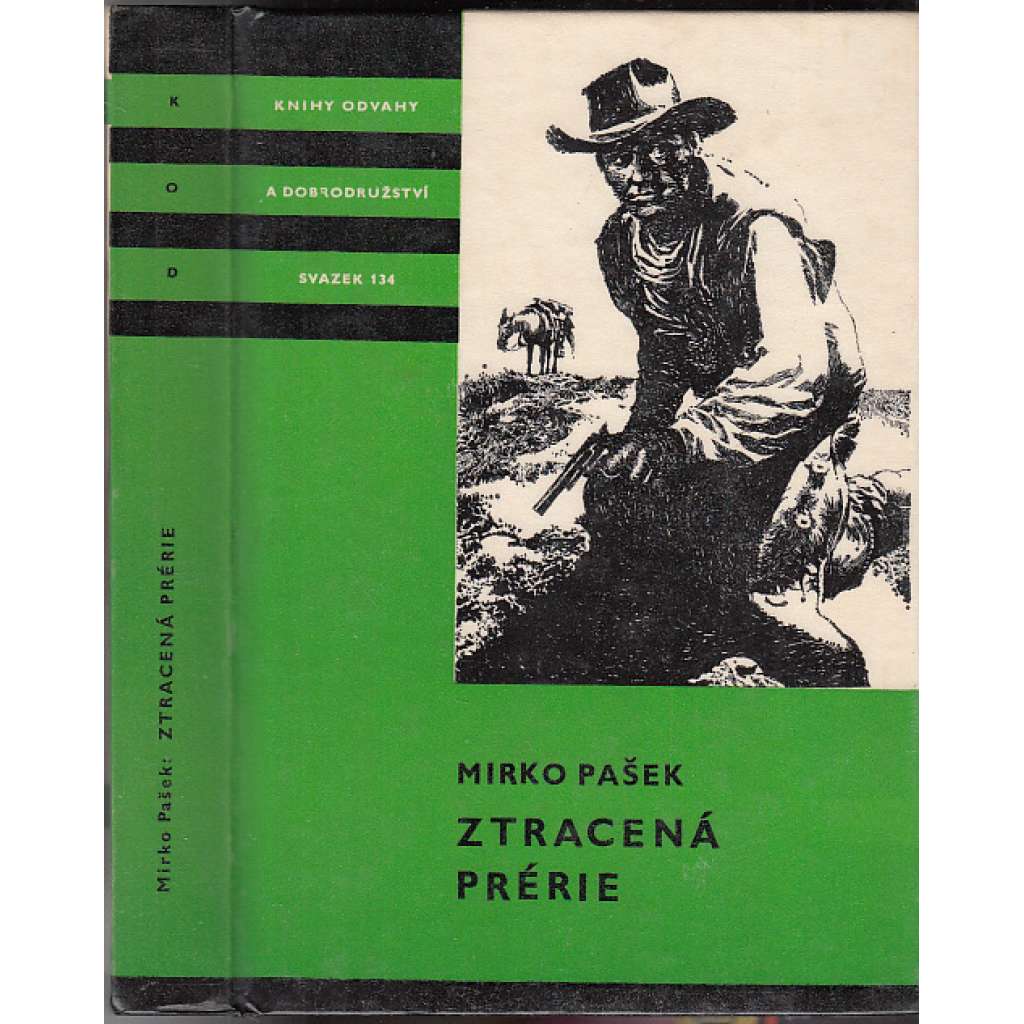 K
O
D
Mirko Pašek: ZTRACENÁ PRÉRIE
KNIHY ODVAHY
A DOBRODRUŽSTVÍ
SVAZEK 134
MIRKO PAŠEK
ZTRACENÁ
PRÉRIE